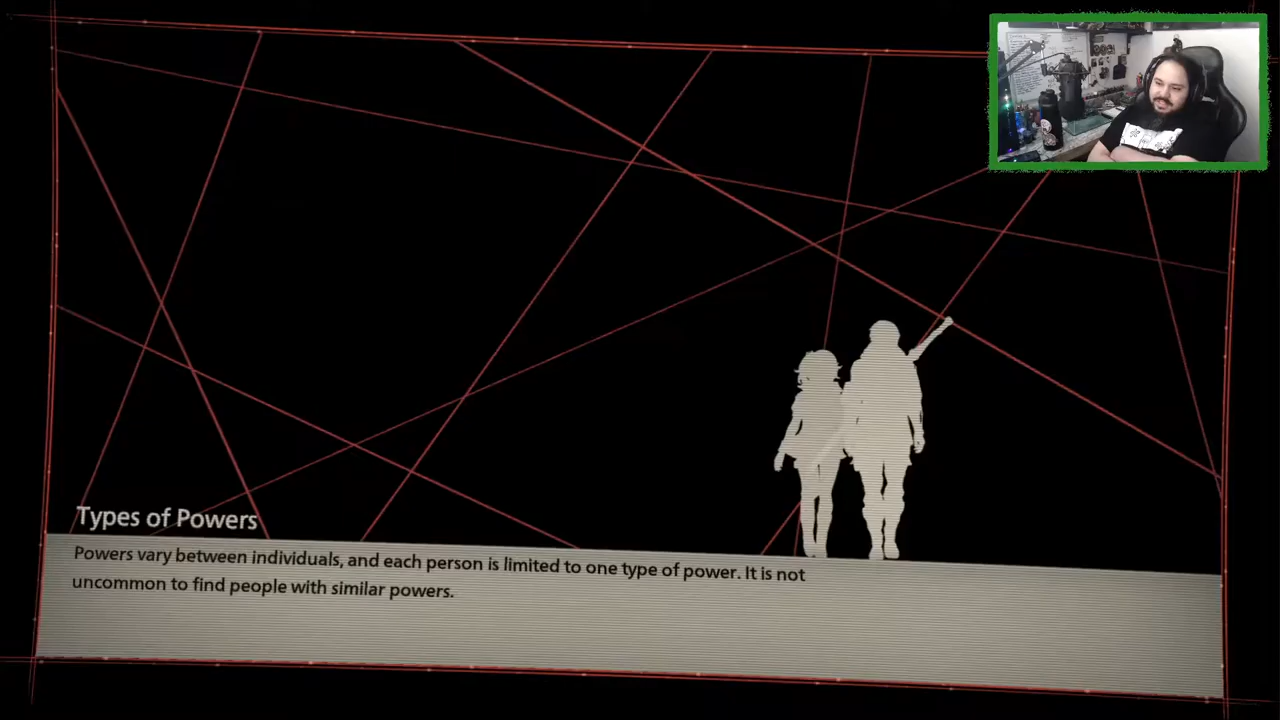 Types of Powers
Powers vary between individuals, and each person is limited to one type of power. It is not
uncommon to find people with similar powers.